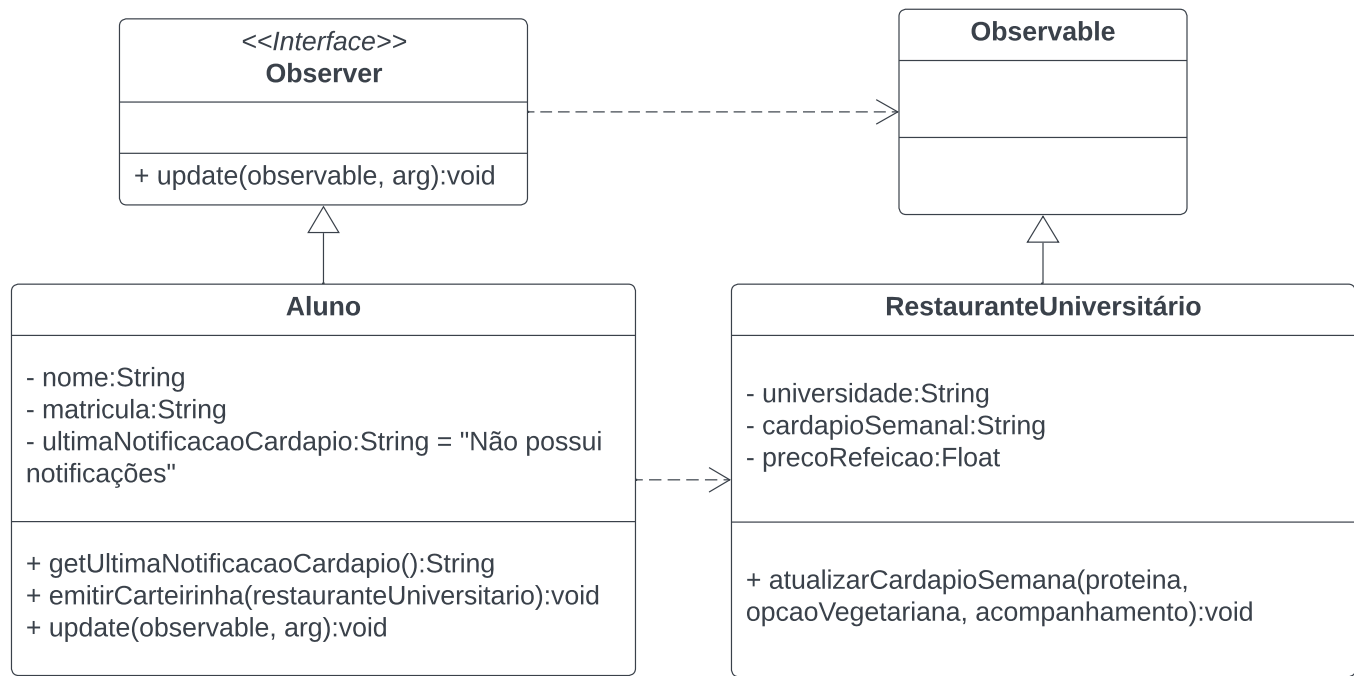 <<Interface>>
Observer
+ update(observable, arg):void
Observable
Aluno
- nome:String
- matricula:String
- ultimaNotificacaoCardapio:String = "Não possui
notificações"
+ getUltimaNotificacaoCardapio():String
+ emitirCarteirinha(restauranteUniversitario):void
+ update(observable, arg):void
RestauranteUniversitário
- universidade:String
- cardapioSemanal:String
- precoRefeicao:Float
+ atualizarCardapioSemana(proteina,
opcaoVegetariana, acompanhamento):void